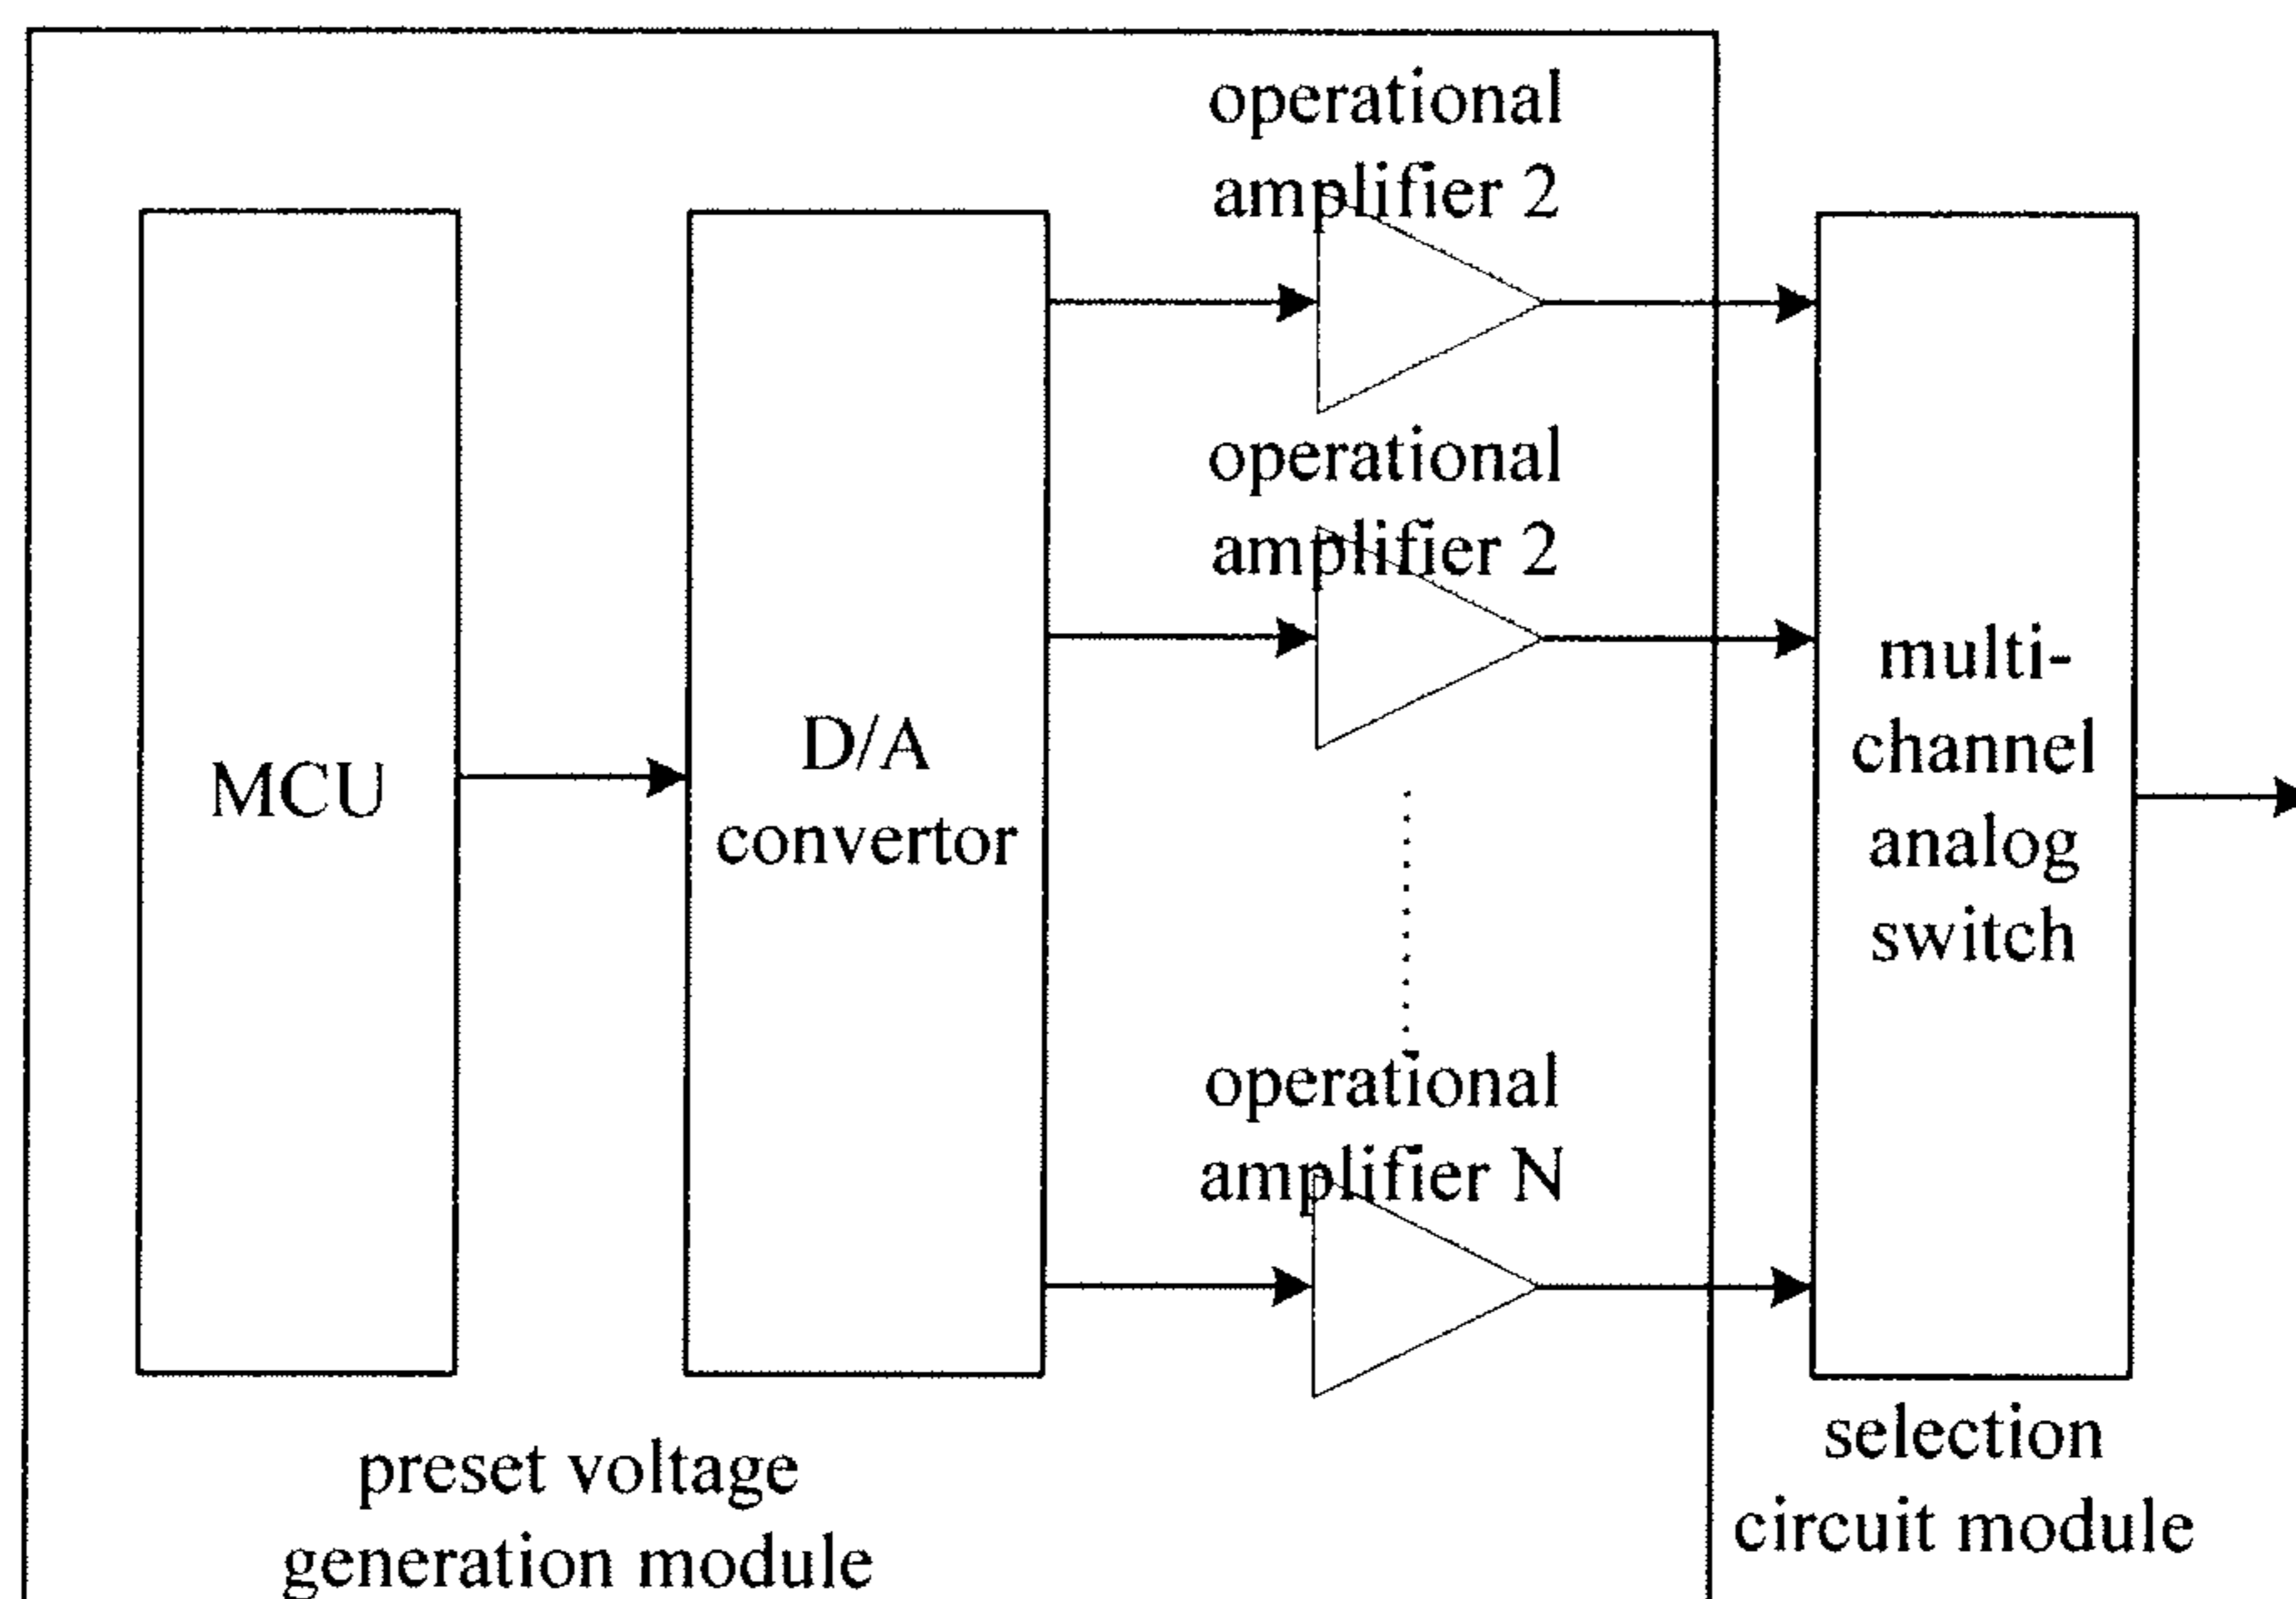 operational
amplifier 2
operational
amplifier 2
MCU
D/A
convertor
multi-
channel
analog
switch
operational
amplifier N
preset voltage
generation module
selection
circuit module